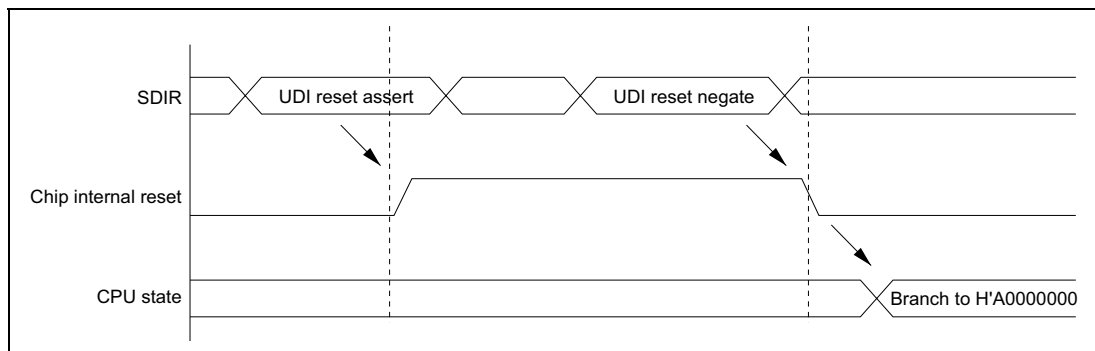 SDIR
UDI reset assert
UDI reset negate
Chip internal reset
CPU state
Branch to H'A0000000